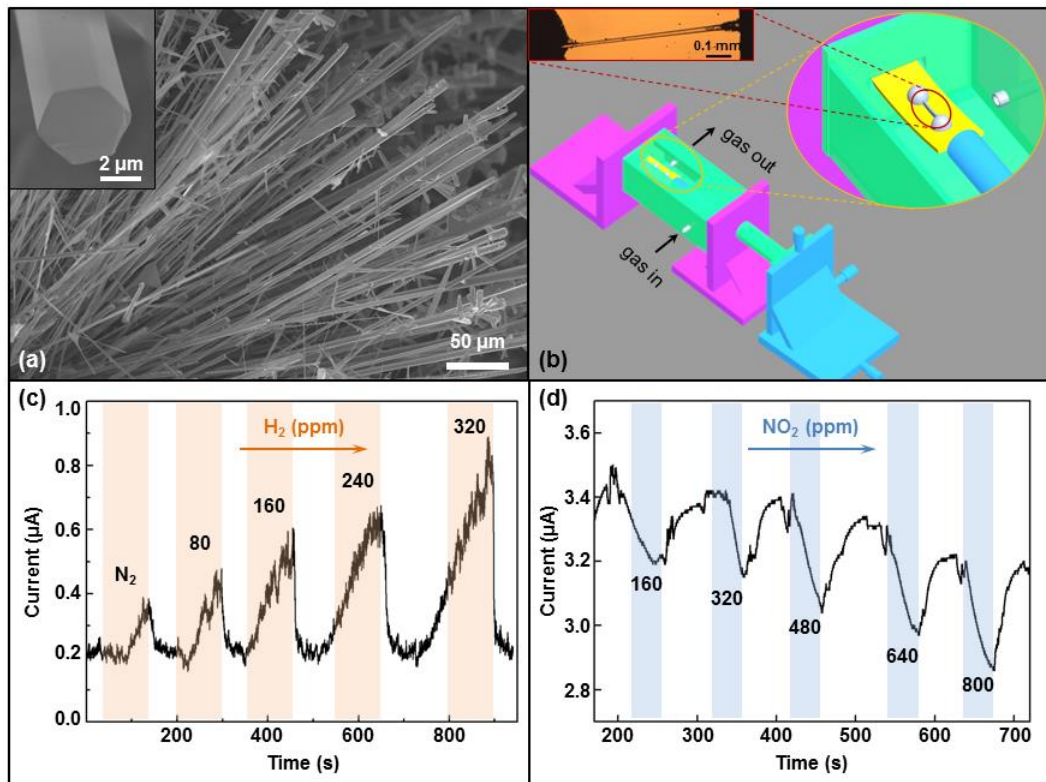 2 µm
50 µm
(a)
0.1 mm
gas out
gas in
(b)
(c)
1.0
0.8
0.6
0.4
0.2
0.0
Current (µA)
H₂ (ppm)
N₂
80
160
240
320
200
400
600
800
Time (s)
(d)
3.6
3.4
3.2
3.0
2.8
Current (µA)
NO₂ (ppm)
160
320
480
640
800
200
300
400
500
600
700
Time (s)